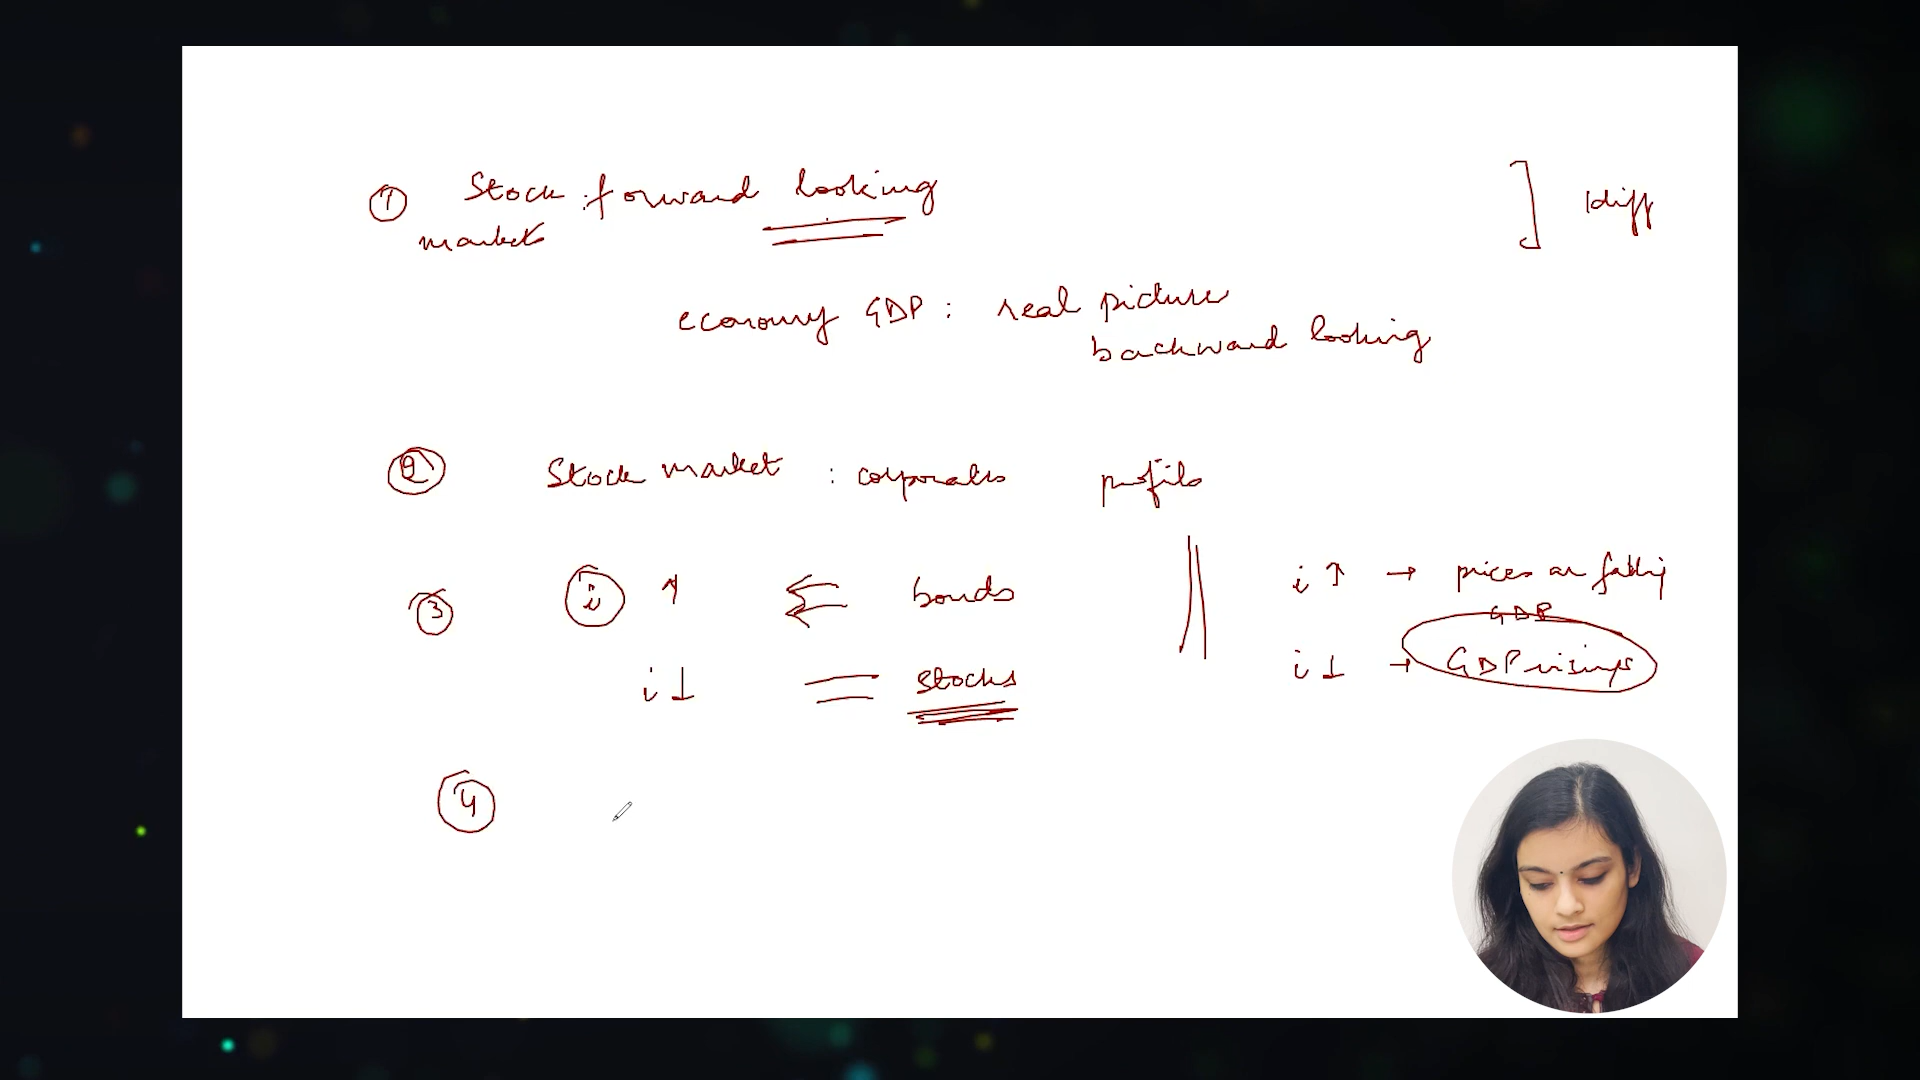 ① Stock : forward looking ] diff
market
economy GDP : real picture
backward looking
② Stock market : corporates profits
③ i ↑ ⇐ bonds
i ↓ = stocks
i ↑ → prices are falling
GDP
i ↓ → GDP rising
④